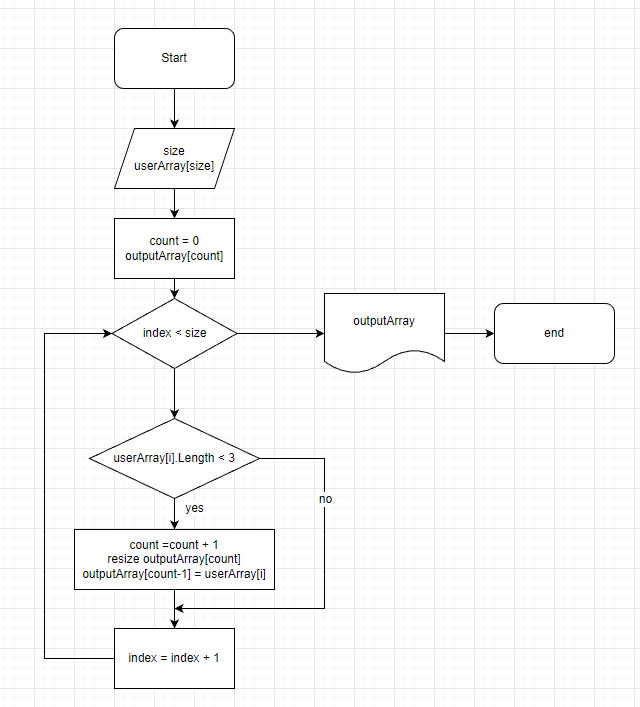 Start
size
userArray[size]
count = 0
outputArray[count]
index < size
outputArray
end
userArray[i].Length < 3
no
yes
count =count + 1
resize outputArray[count]
outputArray[count-1] = userArray[i]
index = index + 1